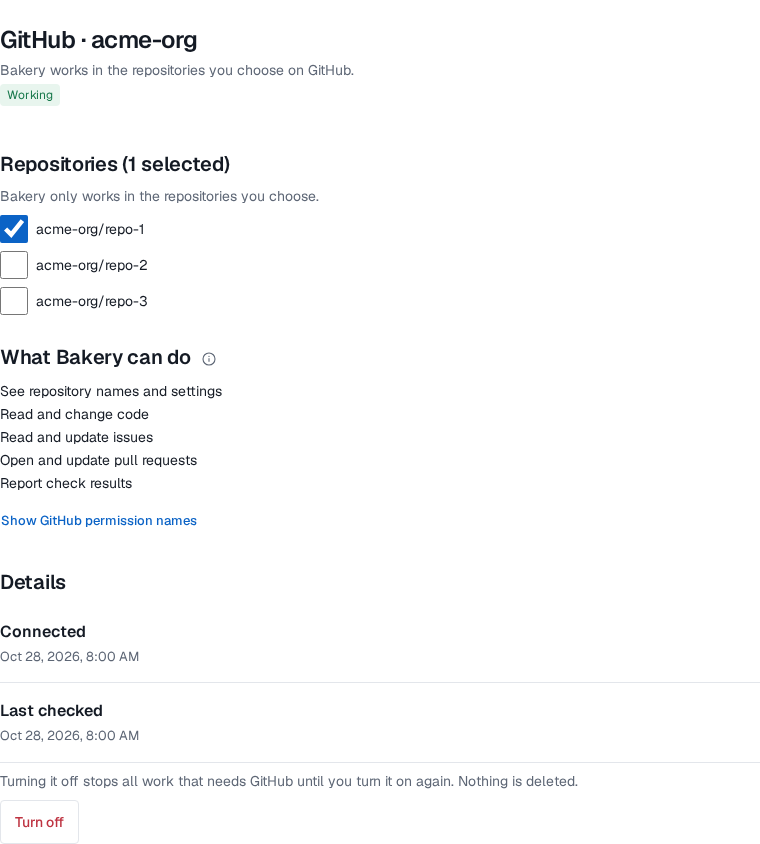 GitHub · acme-org
Bakery works in the repositories you choose on GitHub.
Working
Repositories (1 selected)
Bakery only works in the repositories you choose.
acme-org/repo-1
acme-org/repo-2
acme-org/repo-3
What Bakery can do
See repository names and settings
Read and change code
Read and update issues
Open and update pull requests
Report check results
Show GitHub permission names
Details
Connected
Oct 28, 2026, 8:00 AM
Last checked
Oct 28, 2026, 8:00 AM
Turning it off stops all work that needs GitHub until you turn it on again. Nothing is deleted.
Turn off